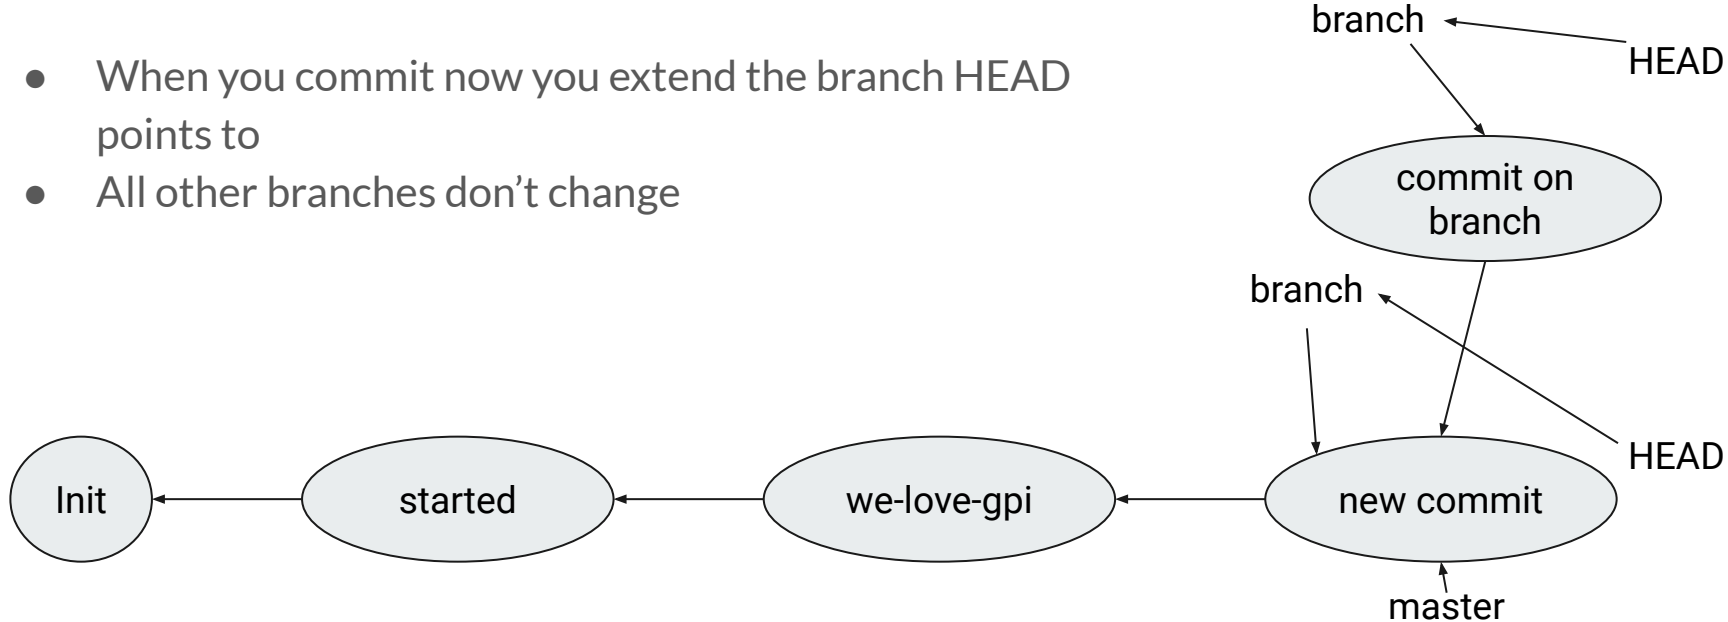 branch
HEAD
● When you commit now you extend the branch HEAD
points to
● All other branches don’t change
commit on
branch
branch
HEAD
Init
started
we-love-gpi
new commit
master